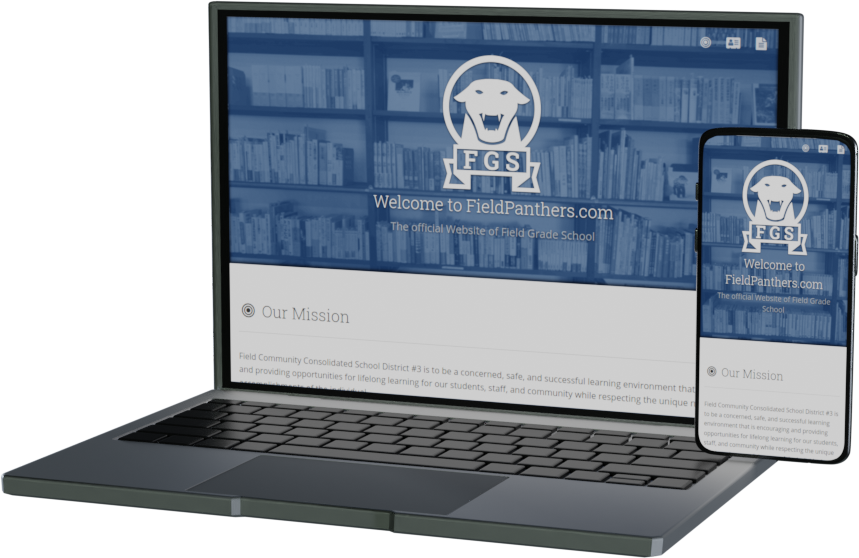 FGS
Welcome to FieldPanthers.com
The official Website of Field Grade School
Our Mission
Field Community Consolidated School District #3 is to be a concerned, safe, and successful learning environment that
and providing opportunities for lifelong learning for our students, staff, and community while respecting the unique
FGS
Welcome to
FieldPanthers.com
The official Website of Field Grade
School
Our Mission
Field Community Consolidated School District #3 is
to be a concerned, safe, and successful learning
environment that is encouraging and providing
opportunities for lifelong learning for our students,
staff, and community while respecting the unique